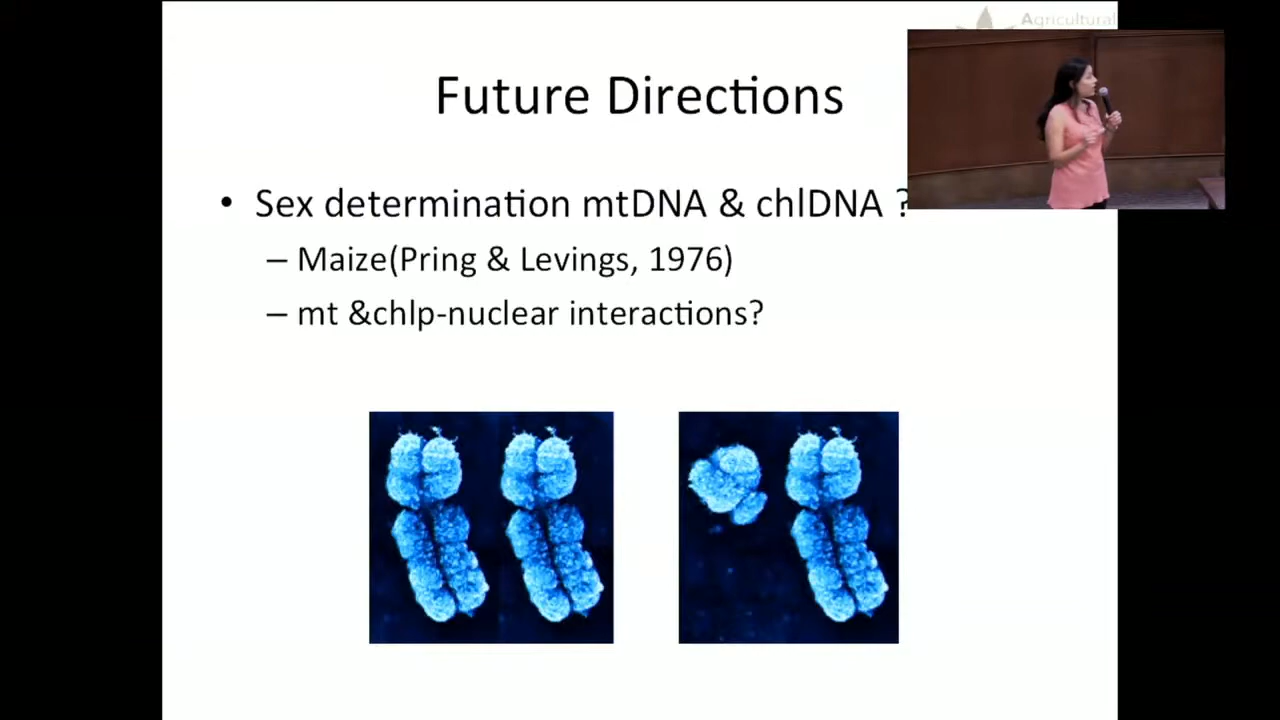 Agricultural
Future Directions
• Sex determination mtDNA & chlDNA ?
– Maize(Pring & Levings, 1976)
– mt &chlp-nuclear interactions?